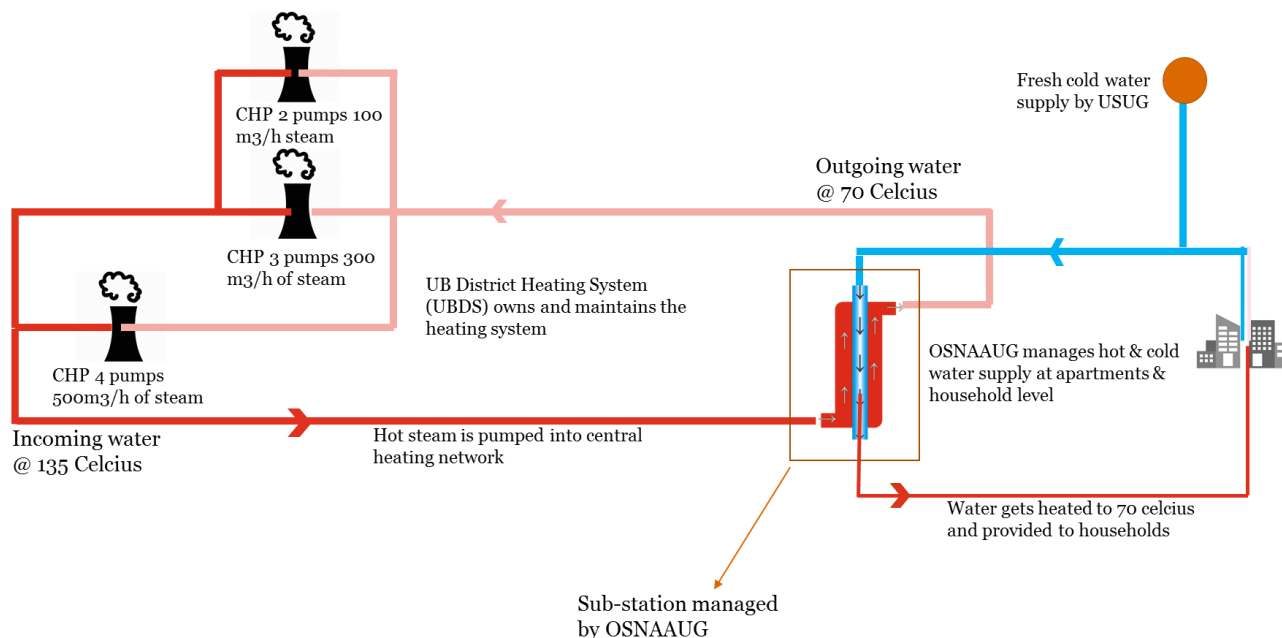 CHP 2 pumps 100
m3/h steam
Fresh cold water
supply by USUG
Outgoing water
@ 70 Celcius
CHP 3 pumps 300
m3/h of steam
UB District Heating System
(UBDS) owns and maintains the
heating system
OSNAAUG manages hot & cold
water supply at apartments &
household level
CHP 4 pumps
500m3/h of steam
Incoming water
@ 135 Celcius
Hot steam is pumped into central
heating network
Water gets heated to 70 celcius
and provided to households
Sub-station managed
by OSNAAUG